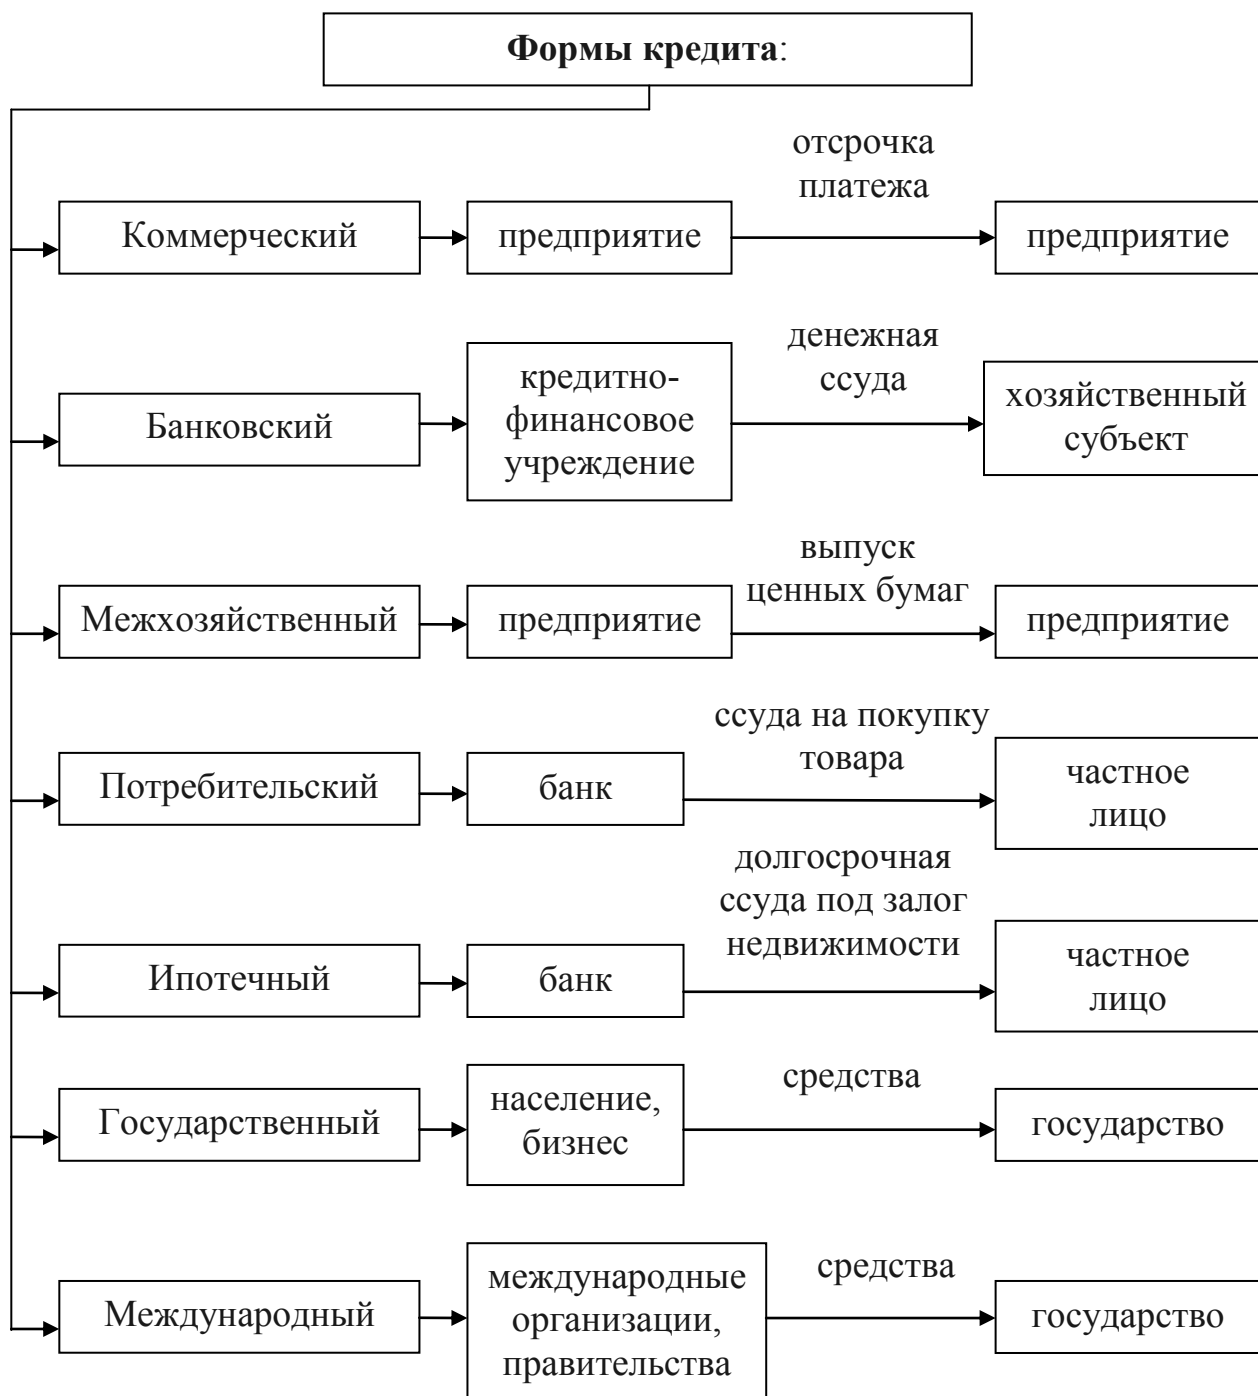 Формы кредита:
отсрочка
платежа
Коммерческий
предприятие
предприятие
денежная
ссуда
Банковский
кредитно-
финансовое
учреждение
хозяйственный
субъект
выпуск
ценных бумаг
Межхозяйственный
предприятие
предприятие
ссуда на покупку
товара
Потребительский
банк
частное
лицо
долгосрочная
ссуда под залог
недвижимости
Ипотечный
банк
частное
лицо
средства
Государственный
население,
бизнес
государство
средства
Международный
международные
организации,
правительства
государство